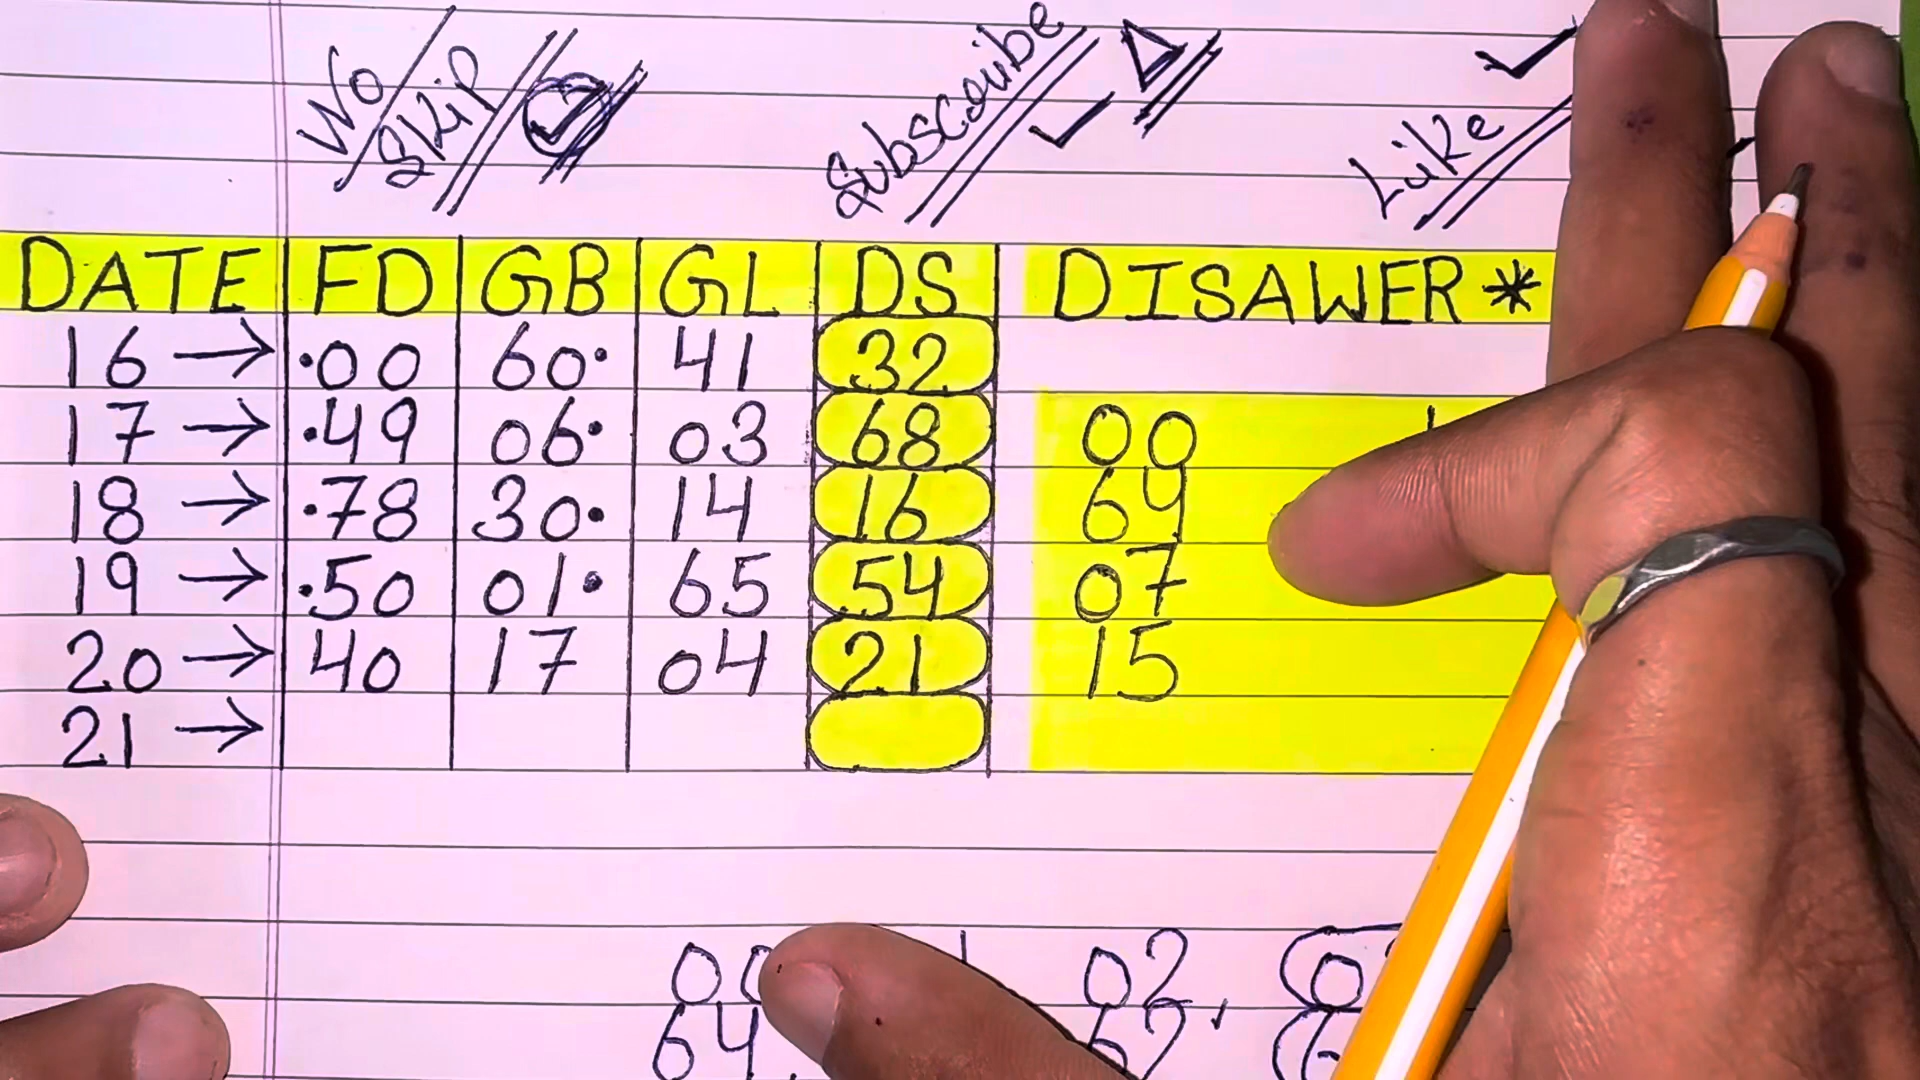 No Skip
Subscribe
Like
DATE FD GB GL DS DISAWER *
16 → .00 60. 41 32
17 → .49 06. 03 68 00
18 → .78 30. 14 16 64
19 → .50 01. 65 54 07
20 → 40 17 04 21 15
21 →
00 02,
64, 62